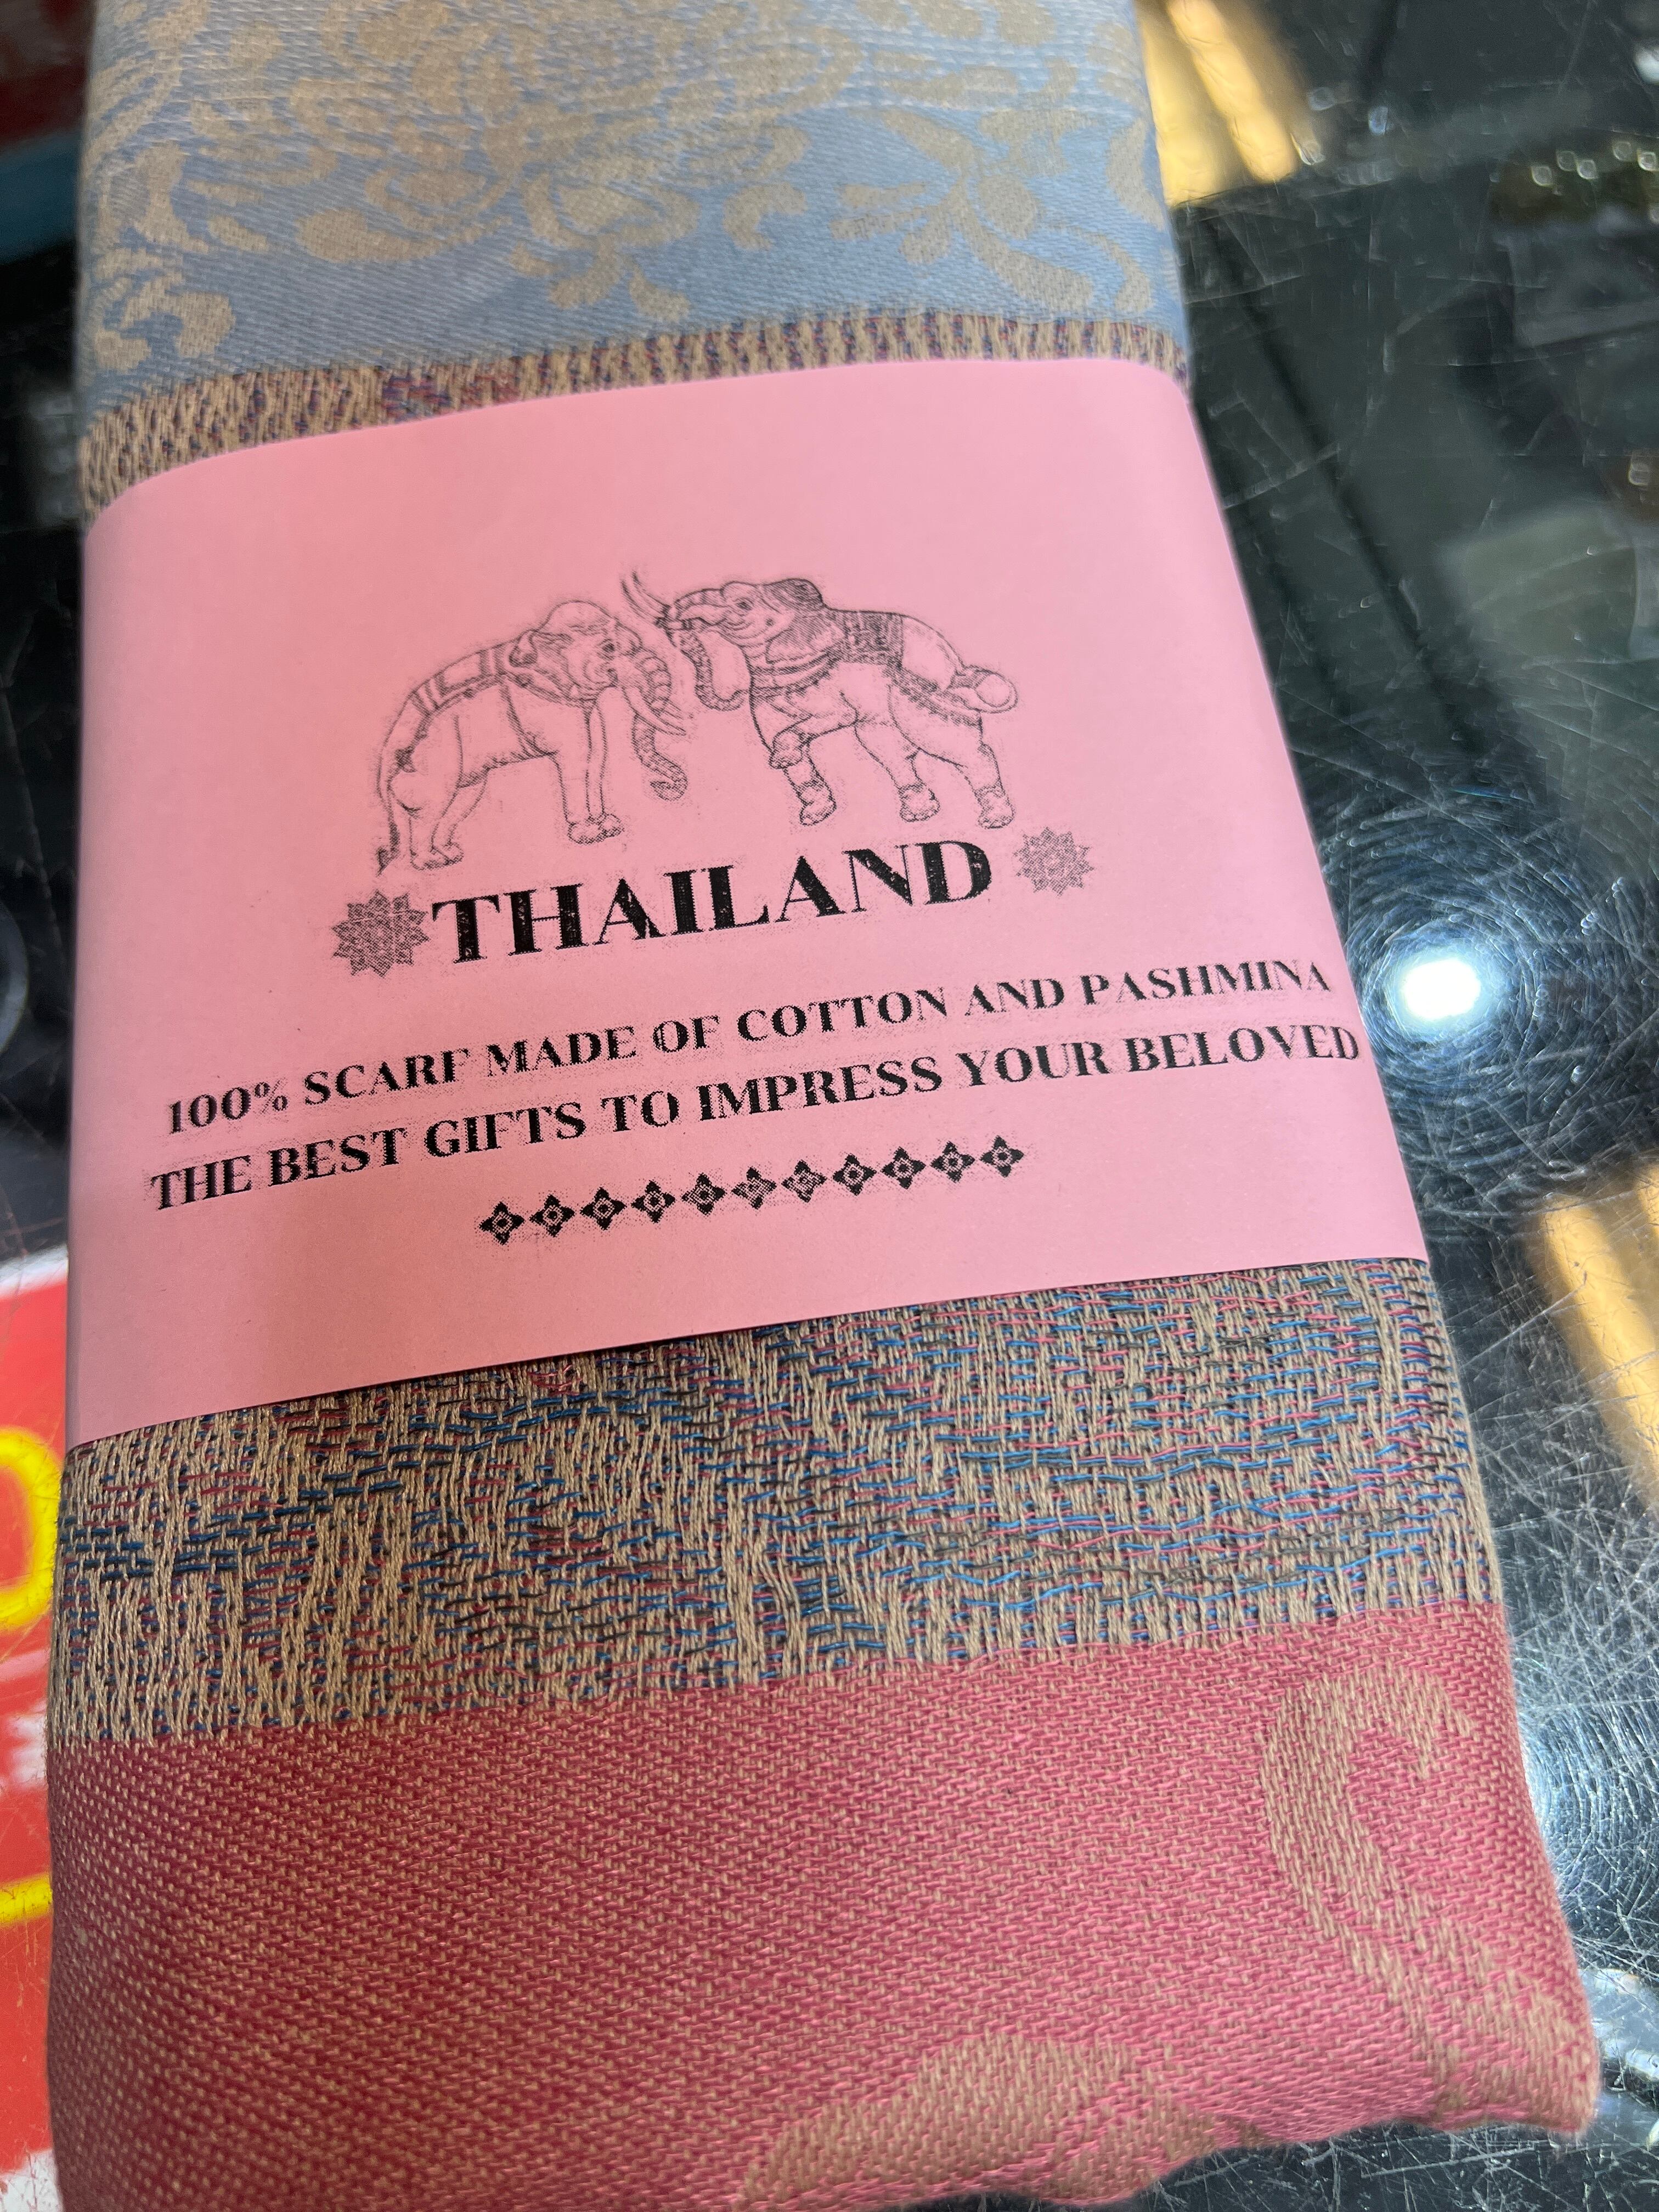 THAILAND
100% SCARF MADE OF COTTON AND PASHMINA
THE BEST GIFTS TO IMPRESS YOUR BELOVED